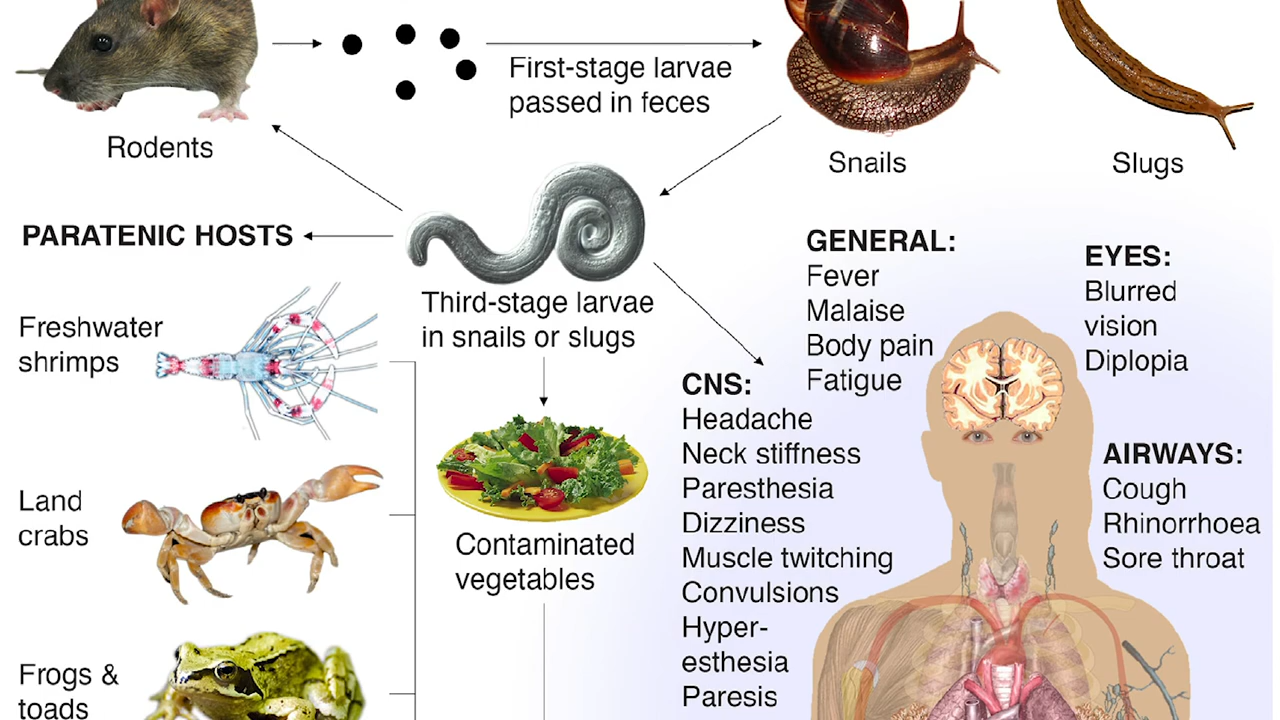 First-stage larvae
passed in feces
Rodents
Snails
Slugs
PARATENIC HOSTS
Third-stage larvae
in snails or slugs
Freshwater
shrimps
Land
crabs
Frogs &
toads
Contaminated
vegetables
GENERAL:
Fever
Malaise
Body pain
Fatigue
EYES:
Blurred
vision
Diplopia
CNS:
Headache
Neck stiffness
Paresthesia
Dizziness
Muscle twitching
Convulsions
Hyper-
esthesia
Paresis
AIRWAYS:
Cough
Rhinorrhoea
Sore throat